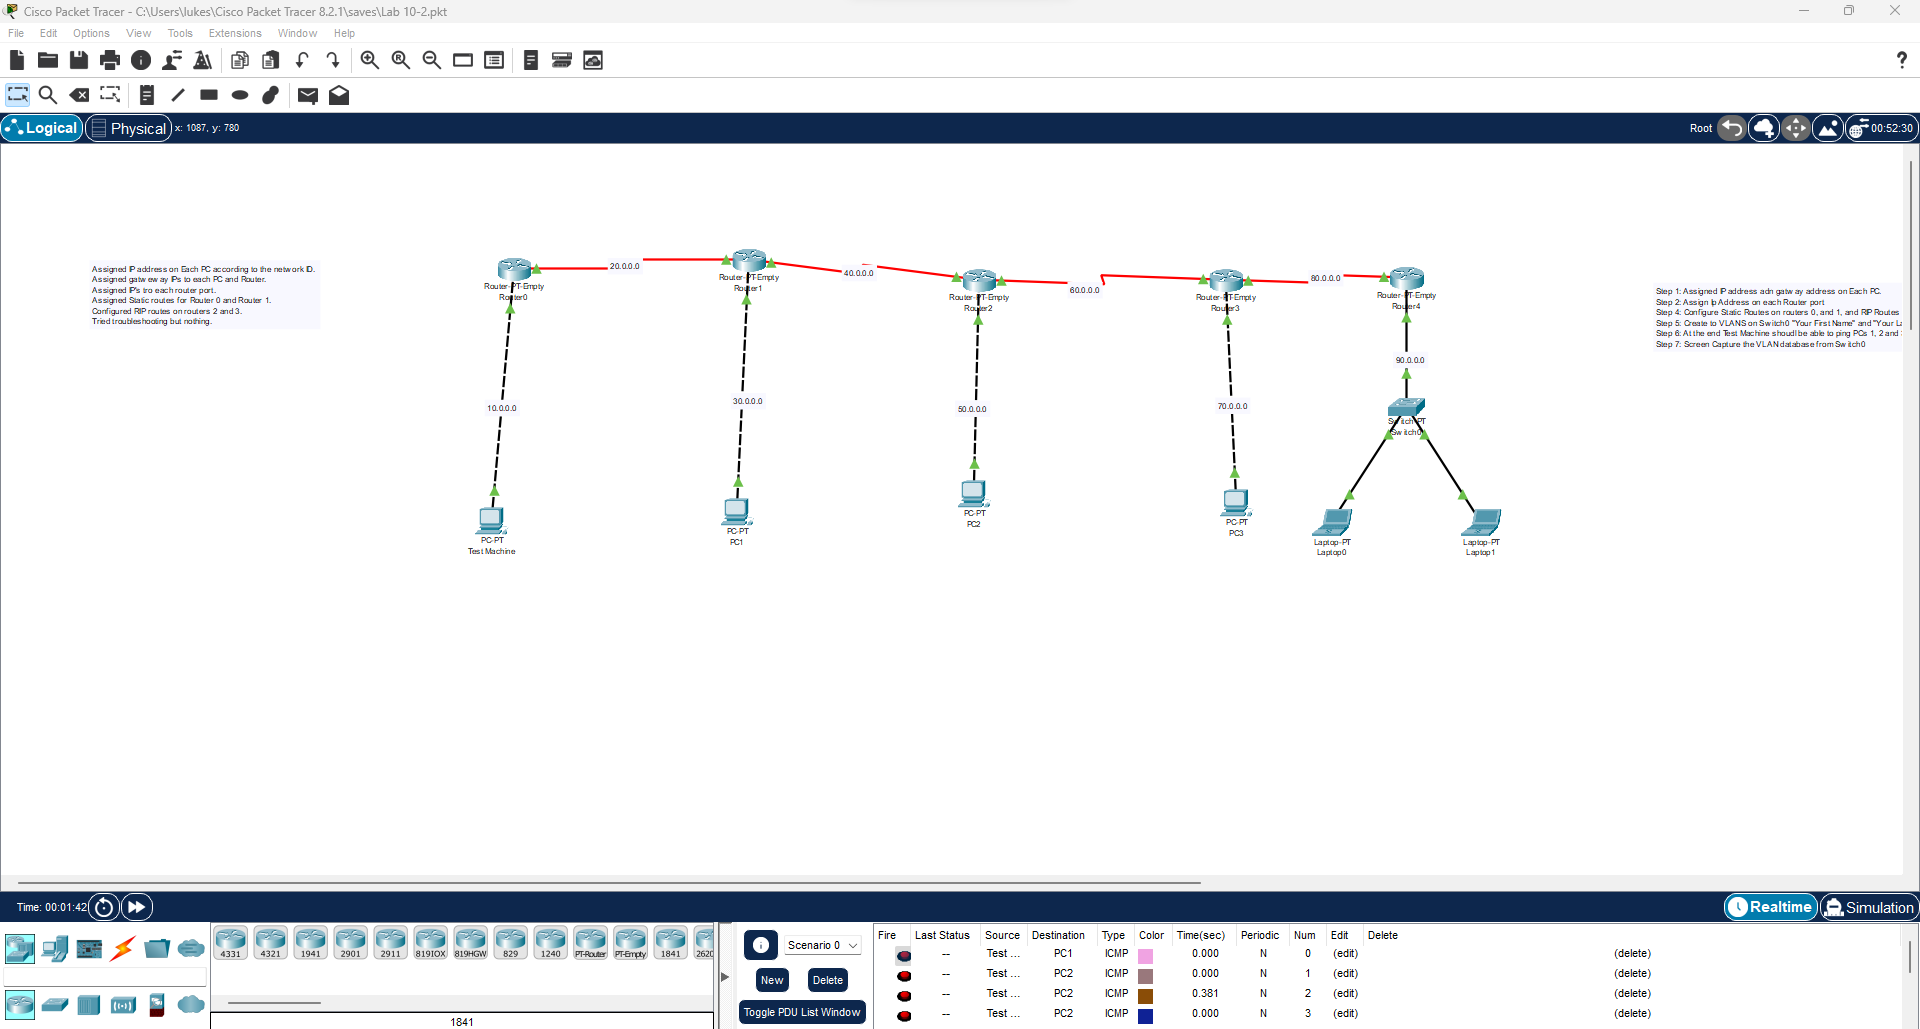 Cisco Packet Tracer - C:\Users\lukes\Cisco Packet Tracer 8.2.1\saves\Lab 10-2.pkt
File Edit Options View Tools Extensions Window Help
Logical Physical x: 1087, y: 780 Root 00:52:30
Assigned IP address on Each PC according to the network ID.
Assigned gatweway IPs to each PC and Router.
Assigned IP's tro each router port.
Assigned Static routes for Router 0 and Router 1.
Configured RIP routes on routers 2 and 3.
Tried troubleshooting but nothing.
Router-PT-Empty
Router0
20.0.0.0
Router-PT-Empty
Router1
40.0.0.0
Router-PT-Empty
Router2
60.0.0.0
Router-PT-Empty
Router3
80.0.0.0
Router-PT-Empty
Router4
Step 1: Assigned IP address adn gatway address on Each PC.
Step 2: Assign Ip Address on each Router port
Step 4: Configure Static Routes on routers 0, and 1, and RIP Routes
Step 5: Create to VLANS on Switch0 "Your First Name" and "Your La
Step 6: At the end Test Machine shoudl be able to ping PCs 1, 2 and
Step 7: Screen Capture the VLAN database from Switch0
10.0.0.0
30.0.0.0
50.0.0.0
70.0.0.0
90.0.0.0
Switch-PT
Switch0
PC-PT
Test Machine
PC-PT
PC1
PC-PT
PC2
PC-PT
PC3
Laptop-PT
Laptop0
Laptop-PT
Laptop1
Time: 00:01:42 Realtime Simulation
4331 4321 1941 2901 2911 819IOX 819HGW 829 1240 PT-Router PT-Empty 1841 2620
1841
Scenario 0
New Delete
Toggle PDU List Window
Fire Last Status Source Destination Type Color Time(sec) Periodic Num Edit Delete
-- Test ... PC1 ICMP 0.000 N 0 (edit) (delete)
-- Test ... PC2 ICMP 0.000 N 1 (edit) (delete)
-- Test ... PC2 ICMP 0.381 N 2 (edit) (delete)
-- Test ... PC2 ICMP 0.000 N 3 (edit) (delete)